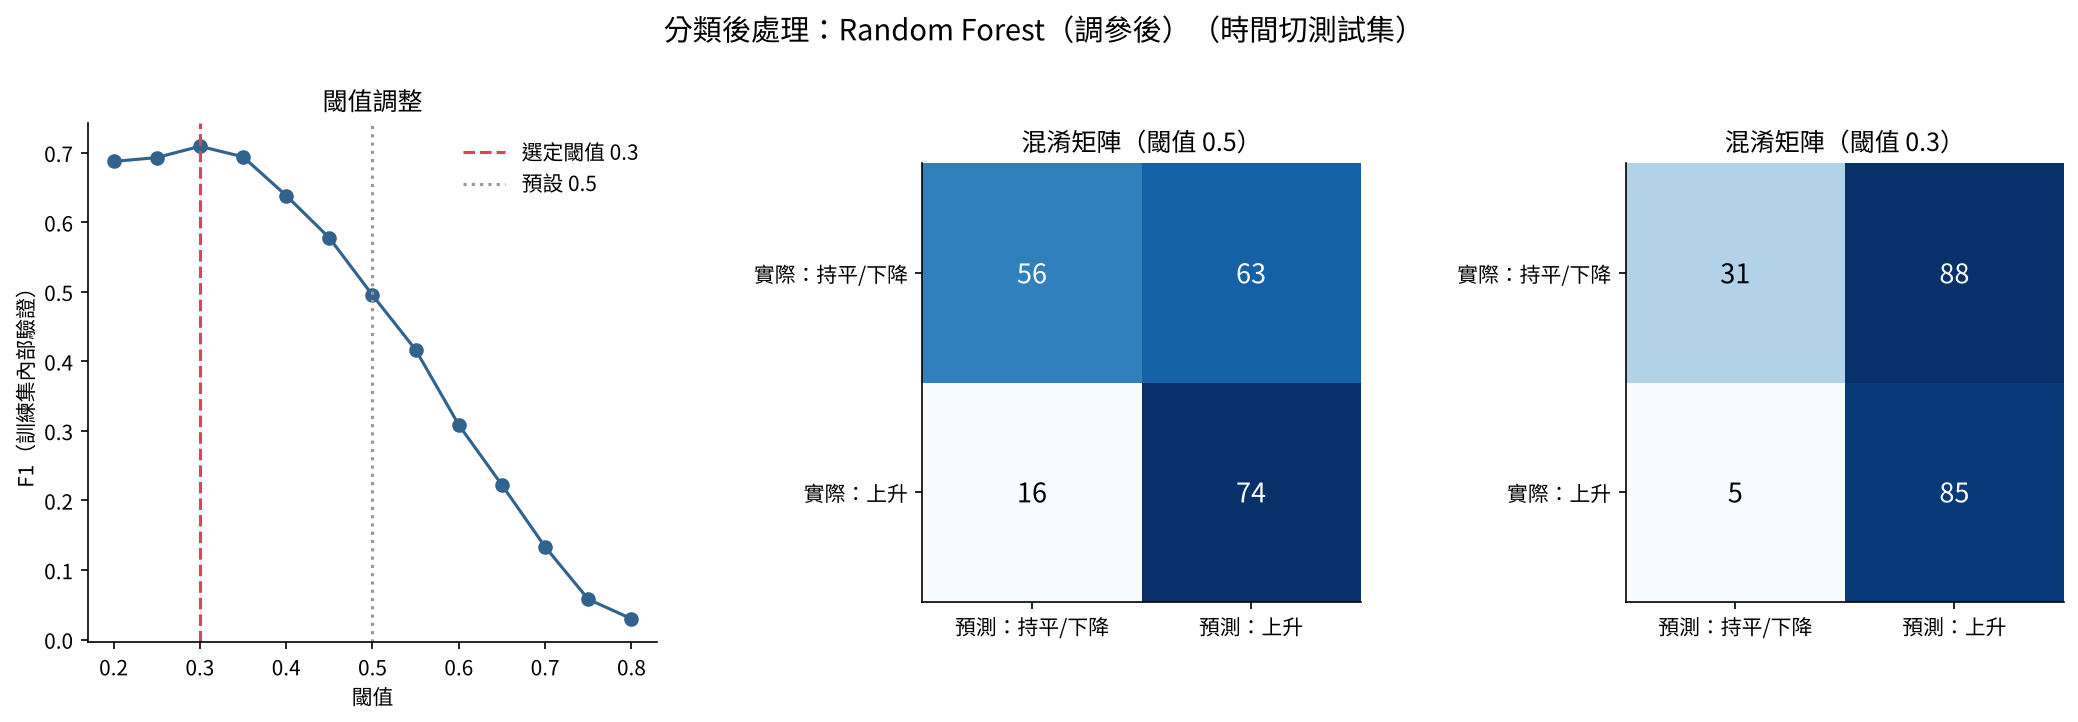 分類後處理：Random Forest（調參後）（時間切測試集）
閾值調整
選定閾值 0.3
預設 0.5
F1（訓練集內部驗證）
0.7
0.6
0.5
0.4
0.3
0.2
0.1
0.0
0.2 0.3 0.4 0.5 0.6 0.7 0.8
閾值
混淆矩陣（閾值 0.5）
實際：持平/下降 56 63
實際：上升 16 74
預測：持平/下降 預測：上升
混淆矩陣（閾值 0.3）
實際：持平/下降 31 88
實際：上升 5 85
預測：持平/下降 預測：上升